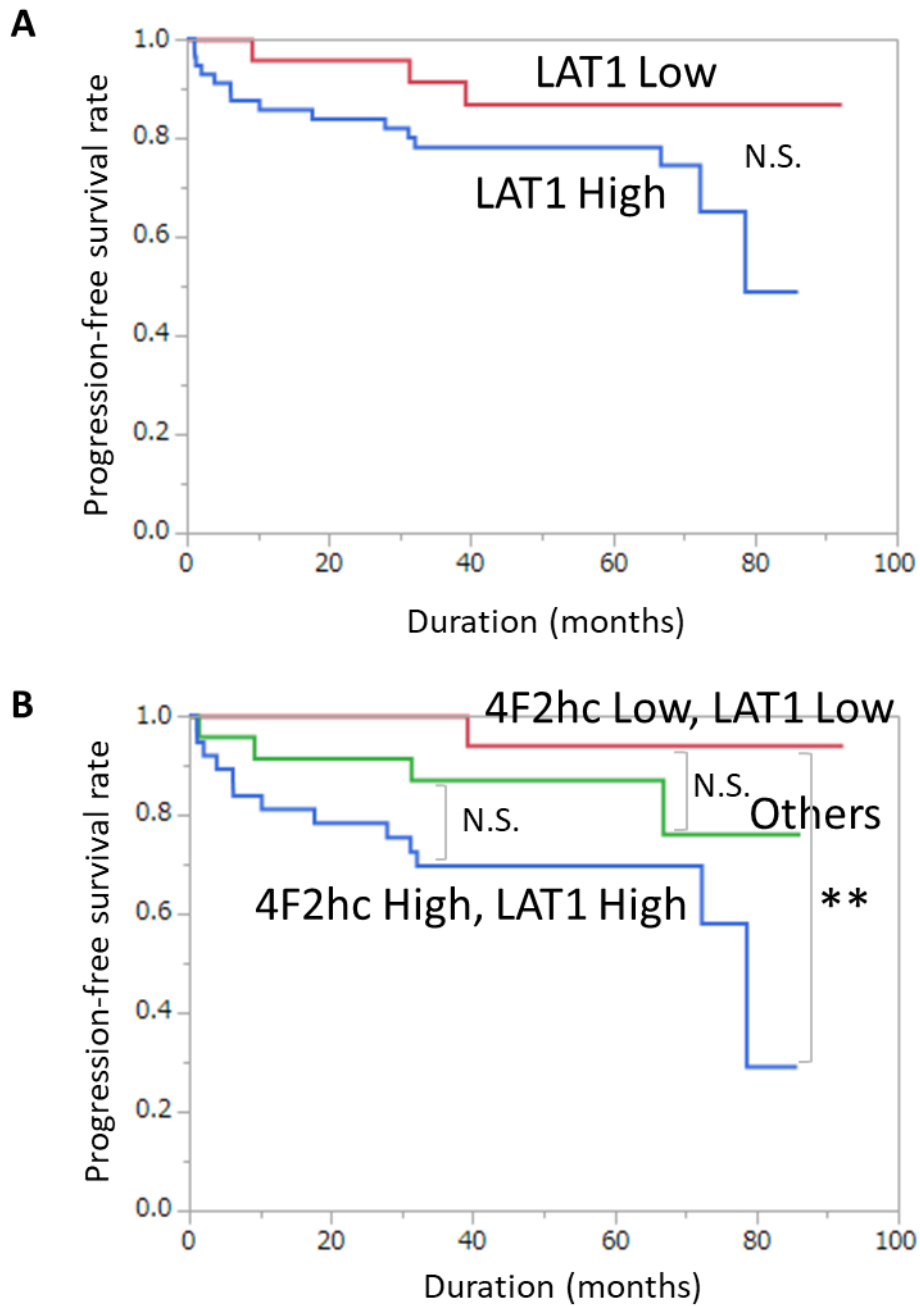 A
Progression-free survival rate
1.0
0.8
0.6
0.4
0.2
0.0
LAT1 Low
N.S.
LAT1 High
0 20 40 60 80 100
Duration (months)
B
Progression-free survival rate
1.0
0.8
0.6
0.4
0.2
0.0
4F2hc Low, LAT1 Low
N.S.
Others
N.S.
4F2hc High, LAT1 High
**
0 20 40 60 80 100
Duration (months)